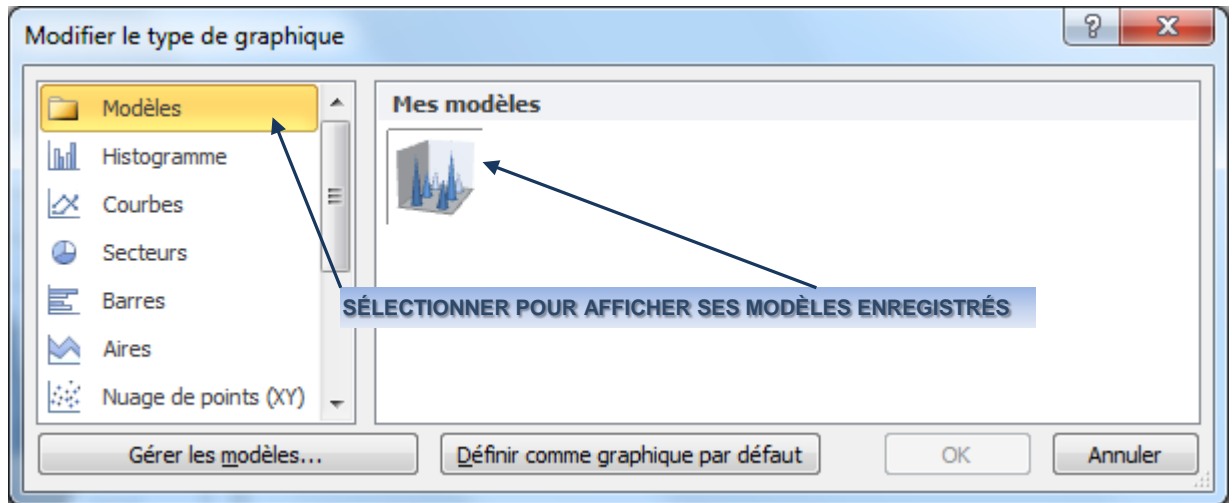 Modifier le type de graphique
Modèles
Histogramme
Courbes
Secteurs
Barres
Aires
Nuage de points (XY)
Mes modèles
SÉLECTIONNER POUR AFFICHER SES MODÈLES ENREGISTRÉS
Gérer les modèles...
Définir comme graphique par défaut
OK
Annuler